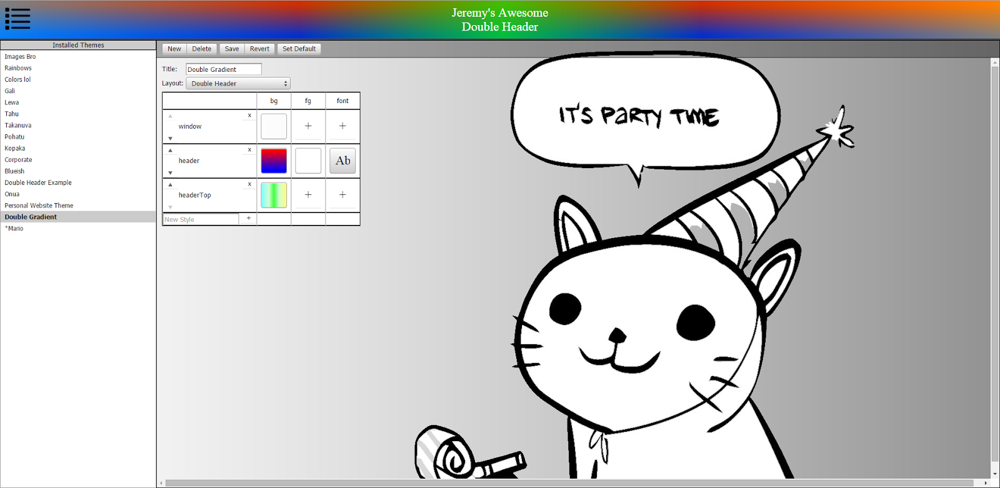 Jeremy's Awesome
Double Header
Installed Themes
Images Bro
Rainbows
Colors lol
Gali
Lewa
Tahu
Takanuva
Pohatu
Kopaka
Corporate
Blueish
Double Header Example
Onua
Personal Website Theme
Double Gradient
*Mario
New Delete Save Revert Set Default
Title: Double Gradient
Layout: Double Header
bg fg font
x
window + +
x
header Ab
x
headerTop + +
New Style +
IT'S PARTY TIME